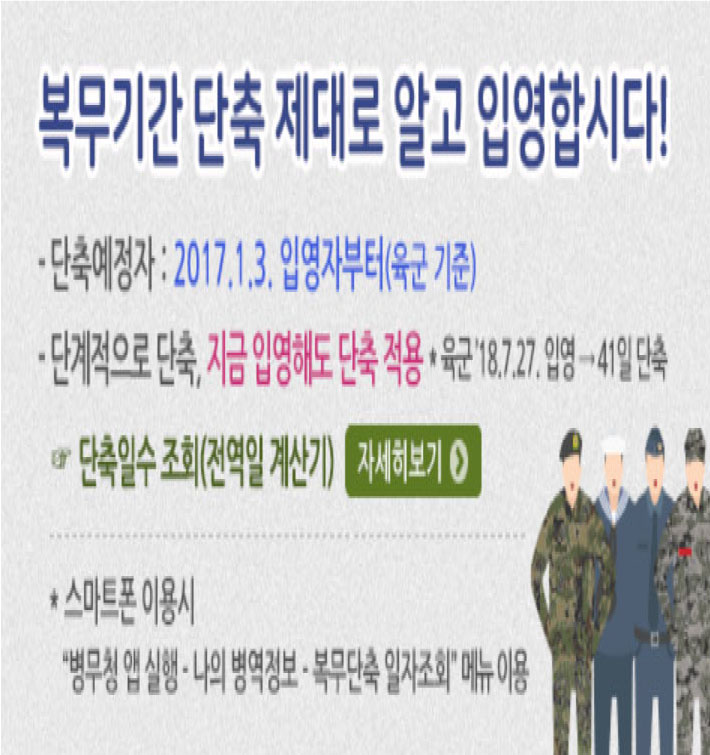 복무기간 단축 제대로 알고 입영합시다!
- 단축예정자 : 2017.1.3. 입영자부터(육군 기준)
- 단계적으로 단축, 지금 입영해도 단축 적용 * 육군 '18.7.27. 입영 → 41일 단축
☞ 단축일수 조회(전역일 계산기) 자세히보기
* 스마트폰 이용시
“병무청 앱 실행 - 나의 병역정보 - 복무단축 일자조회” 메뉴 이용